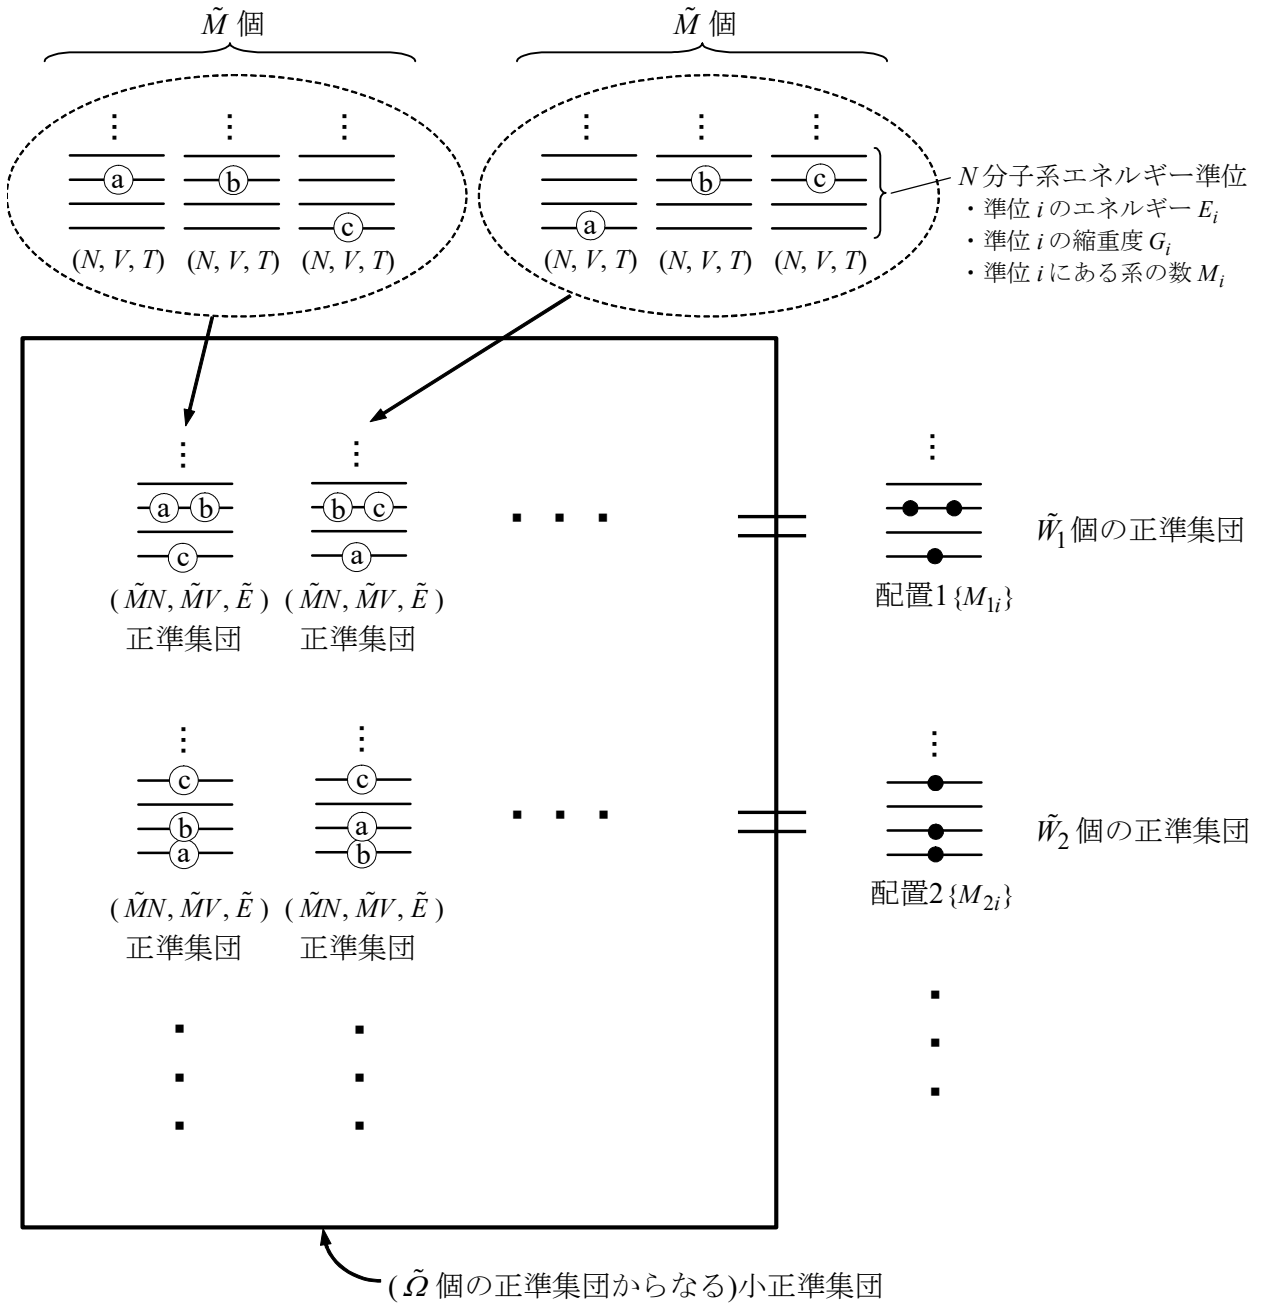 M̃ 個
M̃ 個
a b c
a b c
(N, V, T) (N, V, T) (N, V, T)
(N, V, T) (N, V, T) (N, V, T)
N 分子系エネルギー準位
・準位 i のエネルギー E_i
・準位 i の縮重度 G_i
・準位 i にある系の数 M_i
a b c
b c a
(M̃N, M̃V, Ẽ) (M̃N, M̃V, Ẽ)
正準集団 正準集団
配置1 {M_{1i}}
W̃_1 個の正準集団
c b a
c a b
(M̃N, M̃V, Ẽ) (M̃N, M̃V, Ẽ)
正準集団 正準集団
配置2 {M_{2i}}
W̃_2 個の正準集団
(Ω̃ 個の正準集団からなる)小正準集団